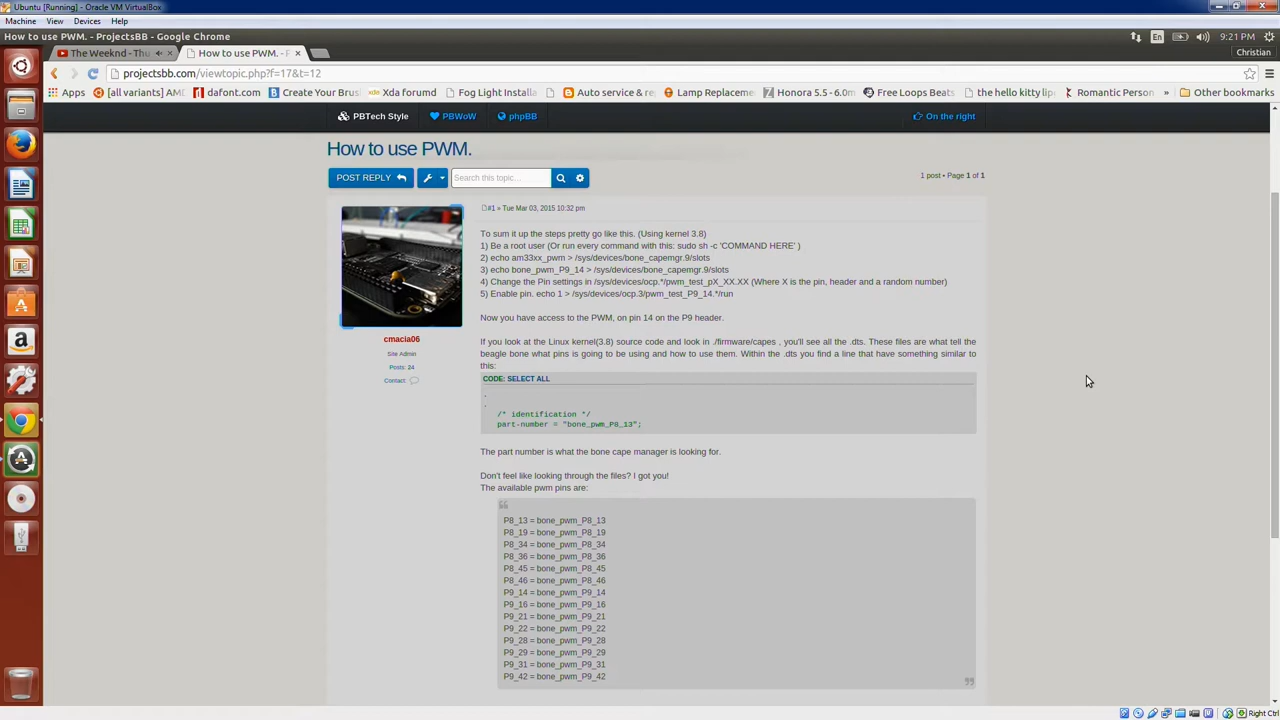 Ubuntu [Running] - Oracle VM VirtualBox
Machine View Devices Help
How to use PWM. - ProjectsBB - Google Chrome
En
9:21 PM
The Weeknd - Thu
How to use PWM. - P
Christian
projectsbb.com/viewtopic.php?f=17&t=12
Apps
[all variants] AMD
dafont.com
Create Your Brus
Xda forumd
Fog Light Installa
Auto service & re
Lamp Replaceme
Honora 5.5 - 6.0m
Free Loops Beats
the hello kitty lipo
Romantic Person
»
Other bookmarks
PBTech Style
PBWoW
phpBB
On the right
How to use PWM.
POST REPLY
Search this topic…
1 post • Page 1 of 1
#1 » Tue Mar 03, 2015 10:32 pm
To sum it up the steps pretty go like this. (Using kernel 3.8)
1) Be a root user (Or run every command with this: sudo sh -c 'COMMAND HERE' )
2) echo am33xx_pwm > /sys/devices/bone_capemgr.9/slots
3) echo bone_pwm_P9_14 > /sys/devices/bone_capemgr.9/slots
4) Change the Pin settings in /sys/devices/ocp.*/pwm_test_pX_XX.XX (Where X is the pin, header and a random number)
5) Enable pin. echo 1 > /sys/devices/ocp.3/pwm_test_P9_14.*/run
Now you have access to the PWM, on pin 14 on the P9 header.
cmacia06
Site Admin
Posts: 24
Contact:
If you look at the Linux kernel(3.8) source code and look in ./firmware/capes , you'll see all the .dts. These files are what tell the
beagle bone what pins is going to be using and how to use them. Within the .dts you find a line that have something similar to
this:
CODE: SELECT ALL
.
.
/* identification */
part-number = "bone_pwm_P8_13";
The part number is what the bone cape manager is looking for.
Don't feel like looking through the files? I got you!
The available pwm pins are:
P8_13 = bone_pwm_P8_13
P8_19 = bone_pwm_P8_19
P8_34 = bone_pwm_P8_34
P8_36 = bone_pwm_P8_36
P8_45 = bone_pwm_P8_45
P8_46 = bone_pwm_P8_46
P9_14 = bone_pwm_P9_14
P9_16 = bone_pwm_P9_16
P9_21 = bone_pwm_P9_21
P9_22 = bone_pwm_P9_22
P9_28 = bone_pwm_P9_28
P9_29 = bone_pwm_P9_29
P9_31 = bone_pwm_P9_31
P9_42 = bone_pwm_P9_42
Right Ctrl